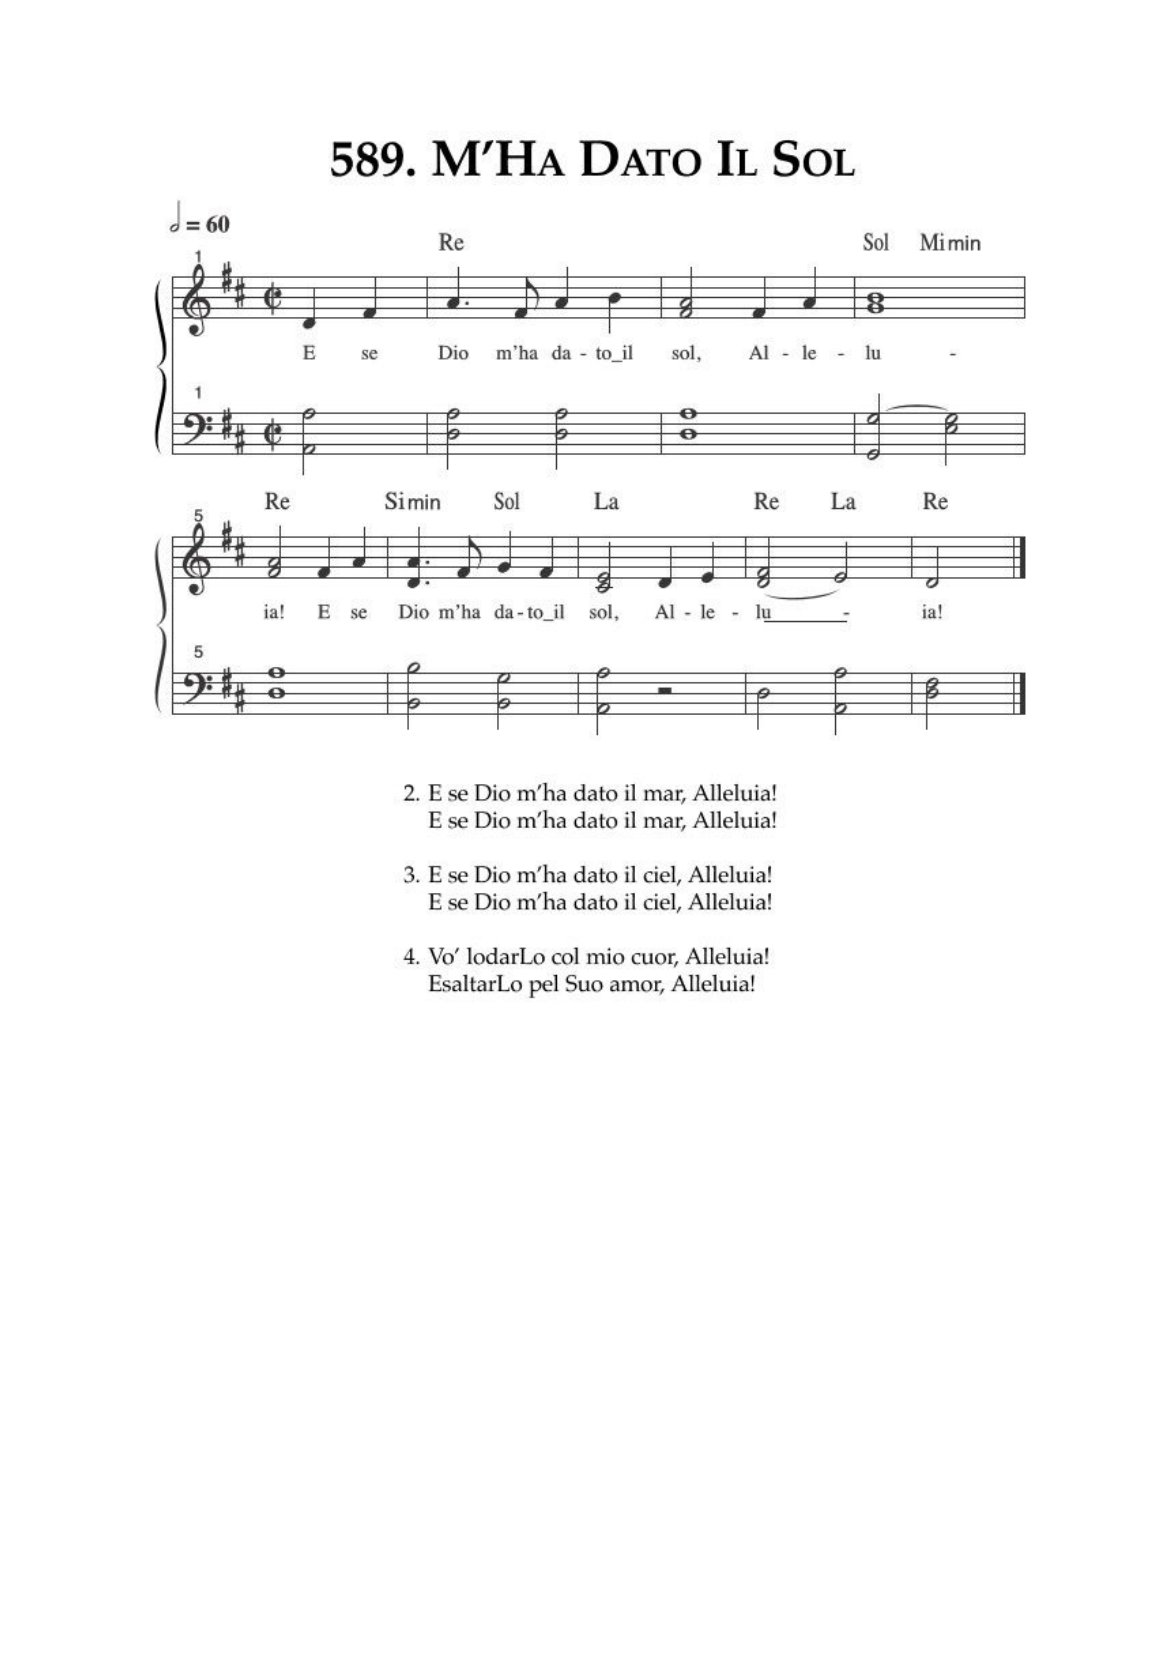 589. M'Ha Dato Il Sol
= 60
Re Sol Mimin
1
E se Dio m'ha da - to_il sol, Al - le - lu -
1
Re Simin Sol La Re La Re
5
ia! E se Dio m'ha da - to_il sol, Al - le - lu - ia!
5
2. E se Dio m'ha dato il mar, Alleluia!
E se Dio m'ha dato il mar, Alleluia!
3. E se Dio m'ha dato il ciel, Alleluia!
E se Dio m'ha dato il ciel, Alleluia!
4. Vo' lodarLo col mio cuor, Alleluia!
EsaltarLo pel Suo amor, Alleluia!